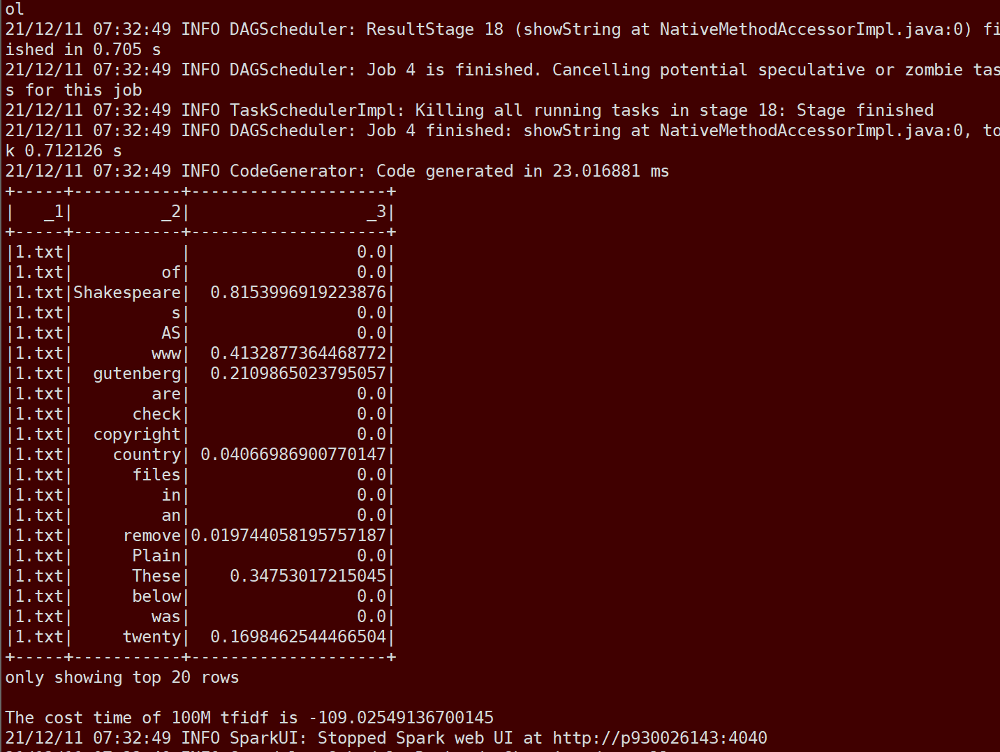 ol
21/12/11 07:32:49 INFO DAGScheduler: ResultStage 18 (showString at NativeMethodAccessorImpl.java:0) fi
ished in 0.705 s
21/12/11 07:32:49 INFO DAGScheduler: Job 4 is finished. Cancelling potential speculative or zombie tas
s for this job
21/12/11 07:32:49 INFO TaskSchedulerImpl: Killing all running tasks in stage 18: Stage finished
21/12/11 07:32:49 INFO DAGScheduler: Job 4 finished: showString at NativeMethodAccessorImpl.java:0, to
k 0.712126 s
21/12/11 07:32:49 INFO CodeGenerator: Code generated in 23.016881 ms
+-----+-----------+--------------------+
|   _1|         _2|                  _3|
+-----+-----------+--------------------+
|1.txt|           |                 0.0|
|1.txt|         of|                 0.0|
|1.txt|Shakespeare|  0.8153996919223876|
|1.txt|          s|                 0.0|
|1.txt|         AS|                 0.0|
|1.txt|        www|  0.4132877364468772|
|1.txt|  gutenberg|  0.2109865023795057|
|1.txt|        are|                 0.0|
|1.txt|      check|                 0.0|
|1.txt|  copyright|                 0.0|
|1.txt|    country| 0.04066986900770147|
|1.txt|      files|                 0.0|
|1.txt|         in|                 0.0|
|1.txt|         an|                 0.0|
|1.txt|     remove|0.019744058195757187|
|1.txt|      Plain|                 0.0|
|1.txt|      These|    0.34753017215045|
|1.txt|      below|                 0.0|
|1.txt|        was|                 0.0|
|1.txt|     twenty|  0.1698462544466504|
+-----+-----------+--------------------+
only showing top 20 rows
The cost time of 100M tfidf is -109.02549136700145
21/12/11 07:32:49 INFO SparkUI: Stopped Spark web UI at http://p930026143:4040